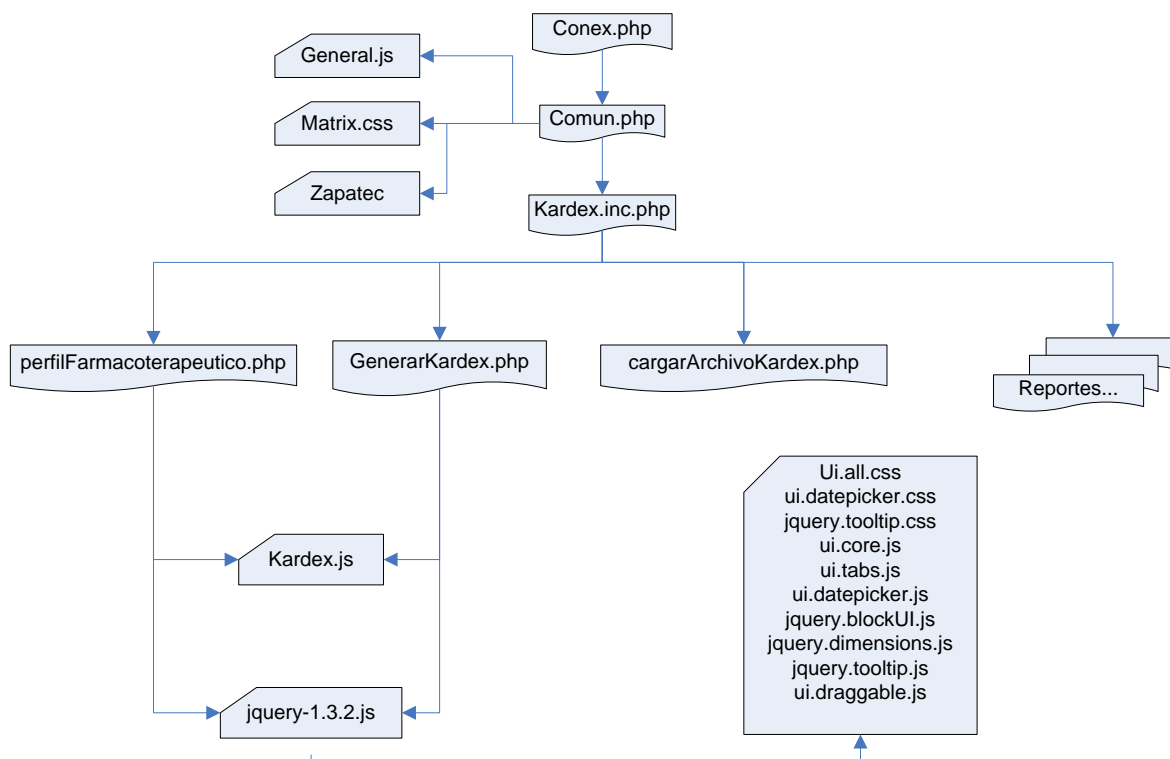 Conex.php
General.js
Matrix.css
Comun.php
Zapatec
Kardex.inc.php
perfilFarmacoterapeutico.php
GenerarKardex.php
cargarArchivoKardex.php
Reportes...
Ui.all.css
ui.datepicker.css
jquery.tooltip.css
ui.core.js
ui.tabs.js
ui.datepicker.js
jquery.blockUI.js
jquery.dimensions.js
jquery.tooltip.js
ui.draggable.js
Kardex.js
jquery-1.3.2.js